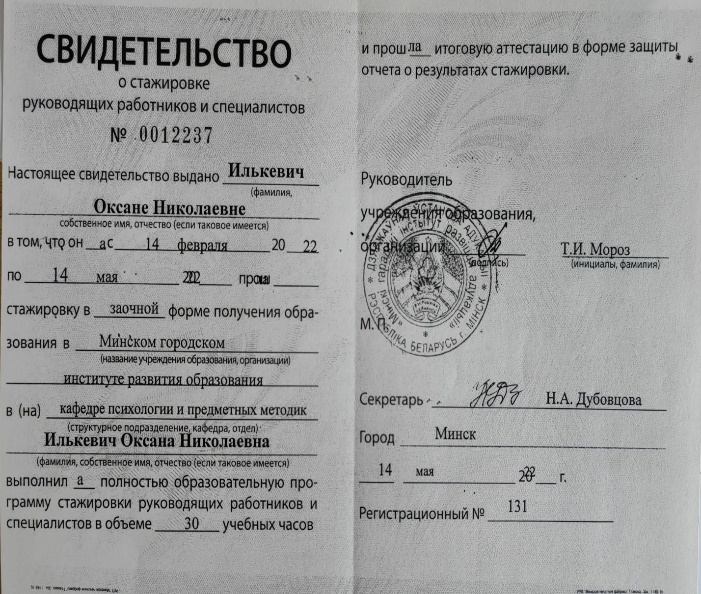 СВИДЕТЕЛЬСТВО
о стажировке
руководящих работников и специалистов
№ 0012237
Настоящее свидетельство выдано Илькевич
(фамилия,
Оксане Николаевне
собственное имя, отчество (если таковое имеется)
в том, что он а с 14 февраля 20 22
по 14 мая 2022 прошла
стажировку в заочной форме получения обра-
зования в Минском городском
(название учреждения образования, организации)
институте развития образования
в (на) кафедре психологии и предметных методик
(структурное подразделение, кафедра, отдел)
Илькевич Оксана Николаевна
(фамилия, собственное имя, отчество (если таковое имеется)
выполнил а полностью образовательную про-
грамму стажировки руководящих работников и
специалистов в объеме 30 учебных часов
и прошла итоговую аттестацию в форме защиты
отчета о результатах стажировки.
Руководитель
учреждения образования,
организации Т.И. Мороз
(подпись) (инициалы, фамилия)
М.П.
РЭСПУБЛІКА БЕЛАРУСЬ Г. МІНСК
Секретарь Н.А. Дубовцова
Город Минск
14 мая 2022 г.
Регистрационный № 131